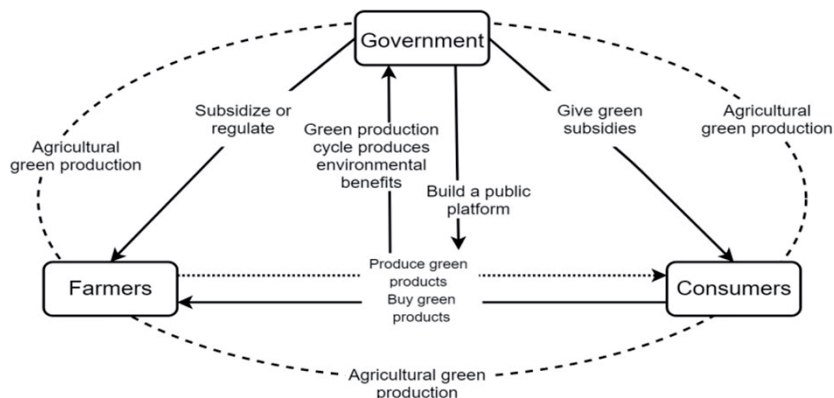 Government
Subsidize or
regulate
Green production
cycle produces
environmental
benefits
Give green
subsidies
Agricultural
green production
Agricultural
green production
Build a public
platform
Farmers
Produce green
products
Buy green
products
Consumers
Agricultural green
production